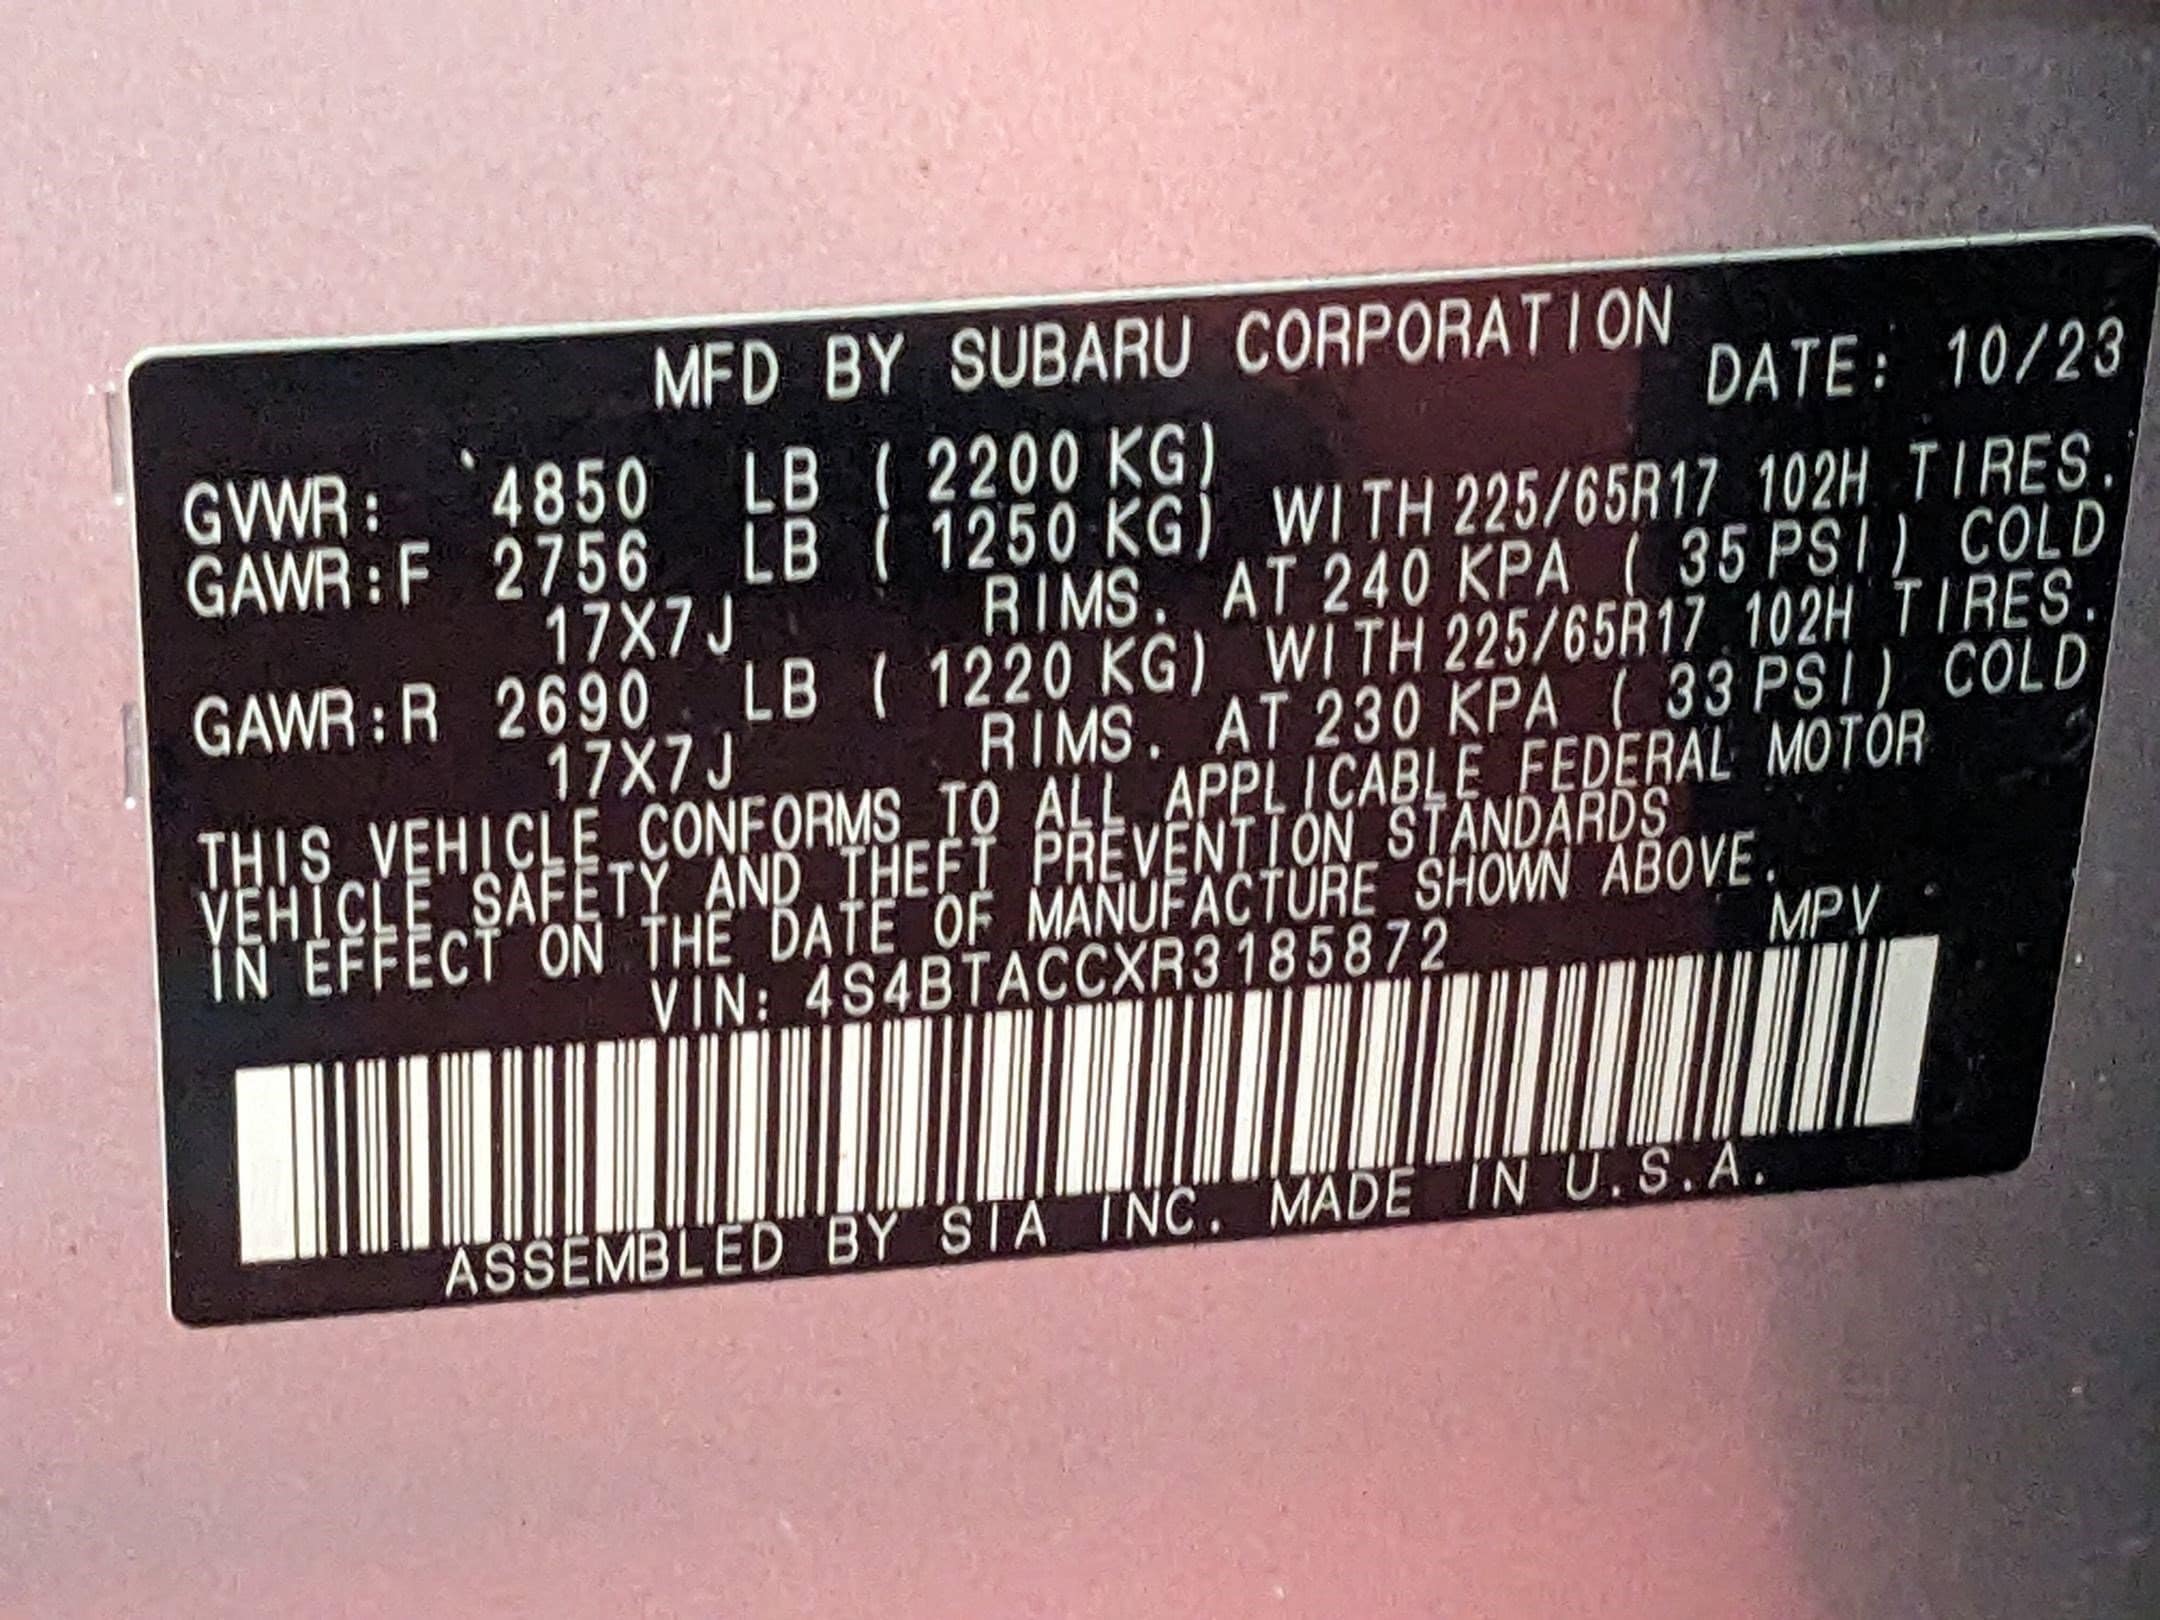 MFD BY SUBARU CORPORATION DATE: 10/23
GVWR: 4850 LB ( 2200 KG)
GAWR:F 2756 LB ( 1250 KG) WITH 225/65R17 102H TIRES.
17X7J RIMS. AT 240 KPA ( 35 PSI) COLD
GAWR:R 2690 LB ( 1220 KG) WITH 225/65R17 102H TIRES.
17X7J RIMS. AT 230 KPA ( 33 PSI) COLD
THIS VEHICLE CONFORMS TO ALL APPLICABLE FEDERAL MOTOR
VEHICLE SAFETY AND THEFT PREVENTION STANDARDS
IN EFFECT ON THE DATE OF MANUFACTURE SHOWN ABOVE.
VIN: 4S4BTACCXR3185872 MPV
ASSEMBLED BY SIA INC. MADE IN U.S.A.